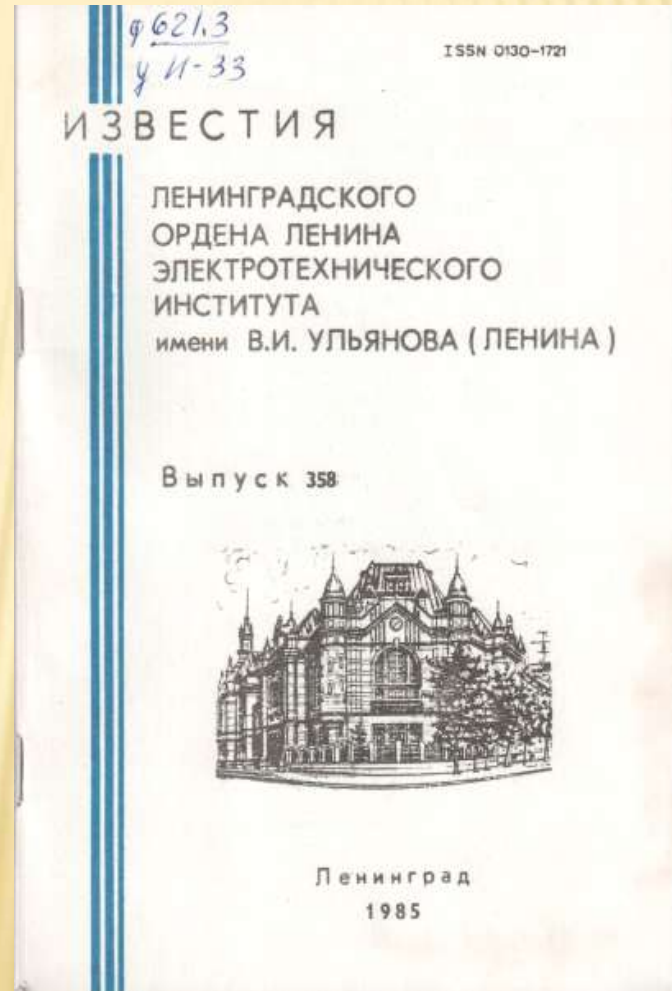 ф 621.3
у И-33
ISSN 0130-1721
ИЗВЕСТИЯ
ЛЕНИНГРАДСКОГО
ОРДЕНА ЛЕНИНА
ЭЛЕКТРОТЕХНИЧЕСКОГО
ИНСТИТУТА
имени В.И. УЛЬЯНОВА (ЛЕНИНА)
Выпуск 358
Ленинград
1985